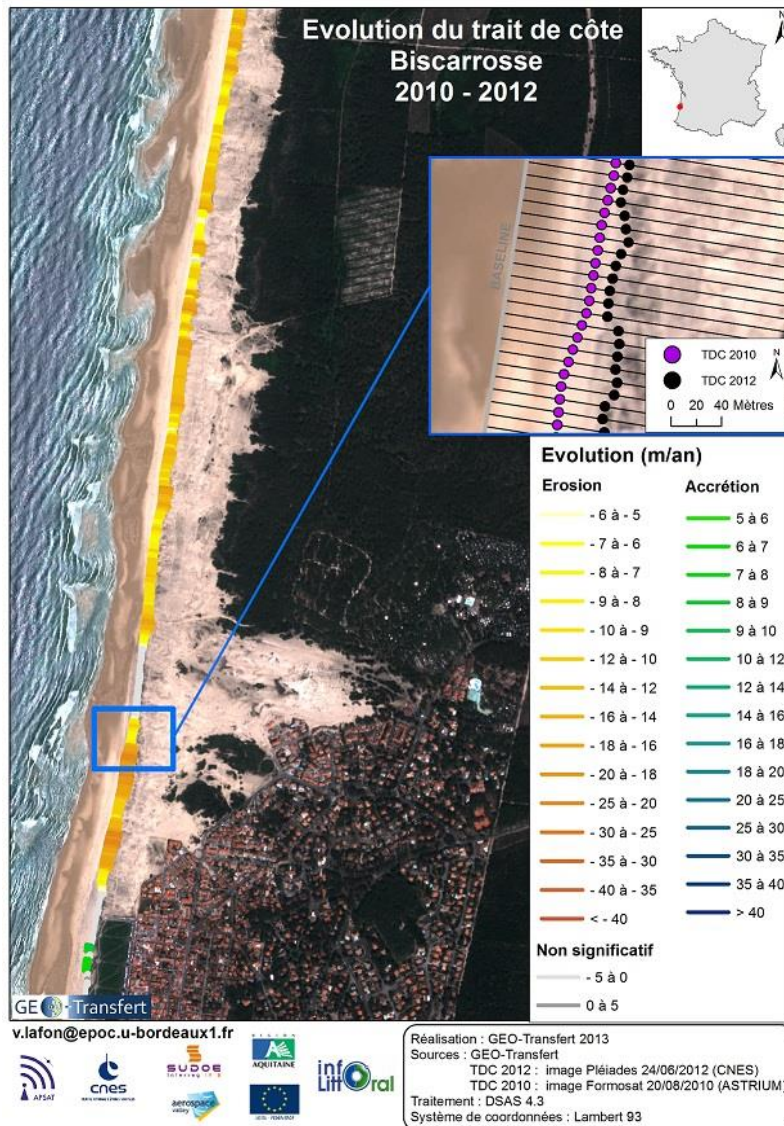 Evolution du trait de côte
Biscarrosse
2010 - 2012
N
BASELINE
TDC 2010
TDC 2012
N
0 20 40 Mètres
Evolution (m/an)
Erosion
- 6 à - 5
- 7 à - 6
- 8 à - 7
- 9 à - 8
- 10 à - 9
- 12 à - 10
- 14 à - 12
- 16 à - 14
- 18 à - 16
- 20 à - 18
- 25 à - 20
- 30 à - 25
- 35 à - 30
- 40 à - 35
< - 40
Accrétion
5 à 6
6 à 7
7 à 8
8 à 9
9 à 10
10 à 12
12 à 14
14 à 16
16 à 18
18 à 20
20 à 25
25 à 30
30 à 35
35 à 40
> 40
Non significatif
- 5 à 0
0 à 5
GEO-Transfert
v.lafon@epoc.u-bordeaux1.fr
APSAT
cnes
SUDOE
Interreg IV B
aerospace
valley
REGION
AQUITAINE
info
LittOral
Réalisation : GEO-Transfert 2013
Sources : GEO-Transfert
TDC 2012 : image Pléiades 24/06/2012 (CNES)
TDC 2010 : image Formosat 20/08/2010 (ASTRIUM)
Traitement : DSAS 4.3
Système de coordonnées : Lambert 93